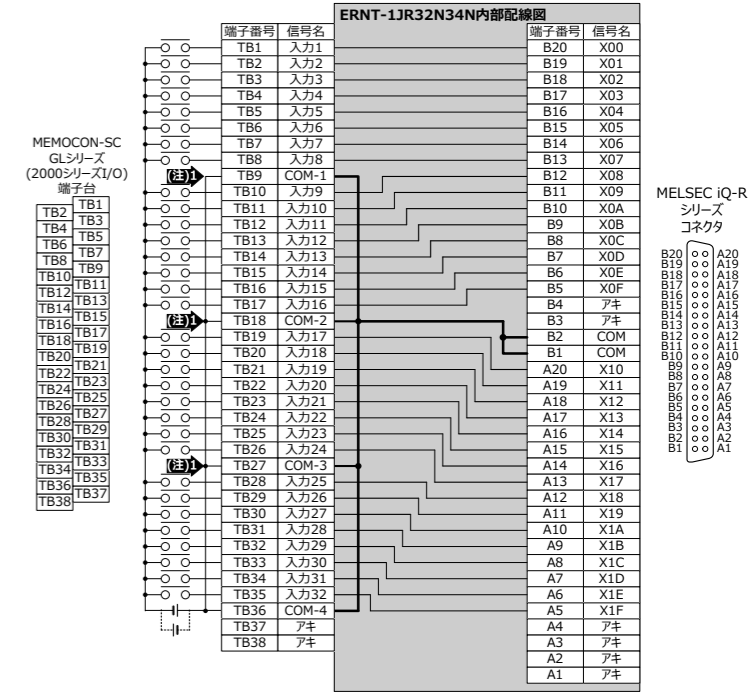 ERNT-1JR32N34N内部配線図
端子番号 信号名 端子番号 信号名
TB1 入力1 B20 X00
TB2 入力2 B19 X01
TB3 入力3 B18 X02
TB4 入力4 B17 X03
TB5 入力5 B16 X04
TB6 入力6 B15 X05
TB7 入力7 B14 X06
TB8 入力8 B13 X07
(注)1 TB9 COM-1 B12 X08
TB10 入力9 B11 X09
TB11 入力10 B10 X0A
TB12 入力11 B9 X0B
TB13 入力12 B8 X0C
TB14 入力13 B7 X0D
TB15 入力14 B6 X0E
TB16 入力15 B5 X0F
TB17 入力16 B4 アキ
(注)1 TB18 COM-2 B3 アキ
TB19 入力17 B2 COM
TB20 入力18 B1 COM
TB21 入力19 A20 X10
TB22 入力20 A19 X11
TB23 入力21 A18 X12
TB24 入力22 A17 X13
TB25 入力23 A16 X14
TB26 入力24 A15 X15
(注)1 TB27 COM-3 A14 X16
TB28 入力25 A13 X17
TB29 入力26 A12 X18
TB30 入力27 A11 X19
TB31 入力28 A10 X1A
TB32 入力29 A9 X1B
TB33 入力30 A8 X1C
TB34 入力31 A7 X1D
TB35 入力32 A6 X1E
TB36 COM-4 A5 X1F
TB37 アキ A4 アキ
TB38 アキ A3 アキ
A2 アキ
A1 アキ
MEMOCON-SC
GLシリーズ
(2000シリーズI/O)
端子台
TB1
TB2
TB3
TB4
TB5
TB6
TB7
TB8
TB9
TB10
TB11
TB12
TB13
TB14
TB15
TB16
TB17
TB18
TB19
TB20
TB21
TB22
TB23
TB24
TB25
TB26
TB27
TB28
TB29
TB30
TB31
TB32
TB33
TB34
TB35
TB36
TB37
TB38
MELSEC iQ-R
シリーズ
コネクタ
B20 A20
B19 A19
B18 A18
B17 A17
B16 A16
B15 A15
B14 A14
B13 A13
B12 A12
B11 A11
B10 A10
B9 A9
B8 A8
B7 A7
B6 A6
B5 A5
B4 A4
B3 A3
B2 A2
B1 A1